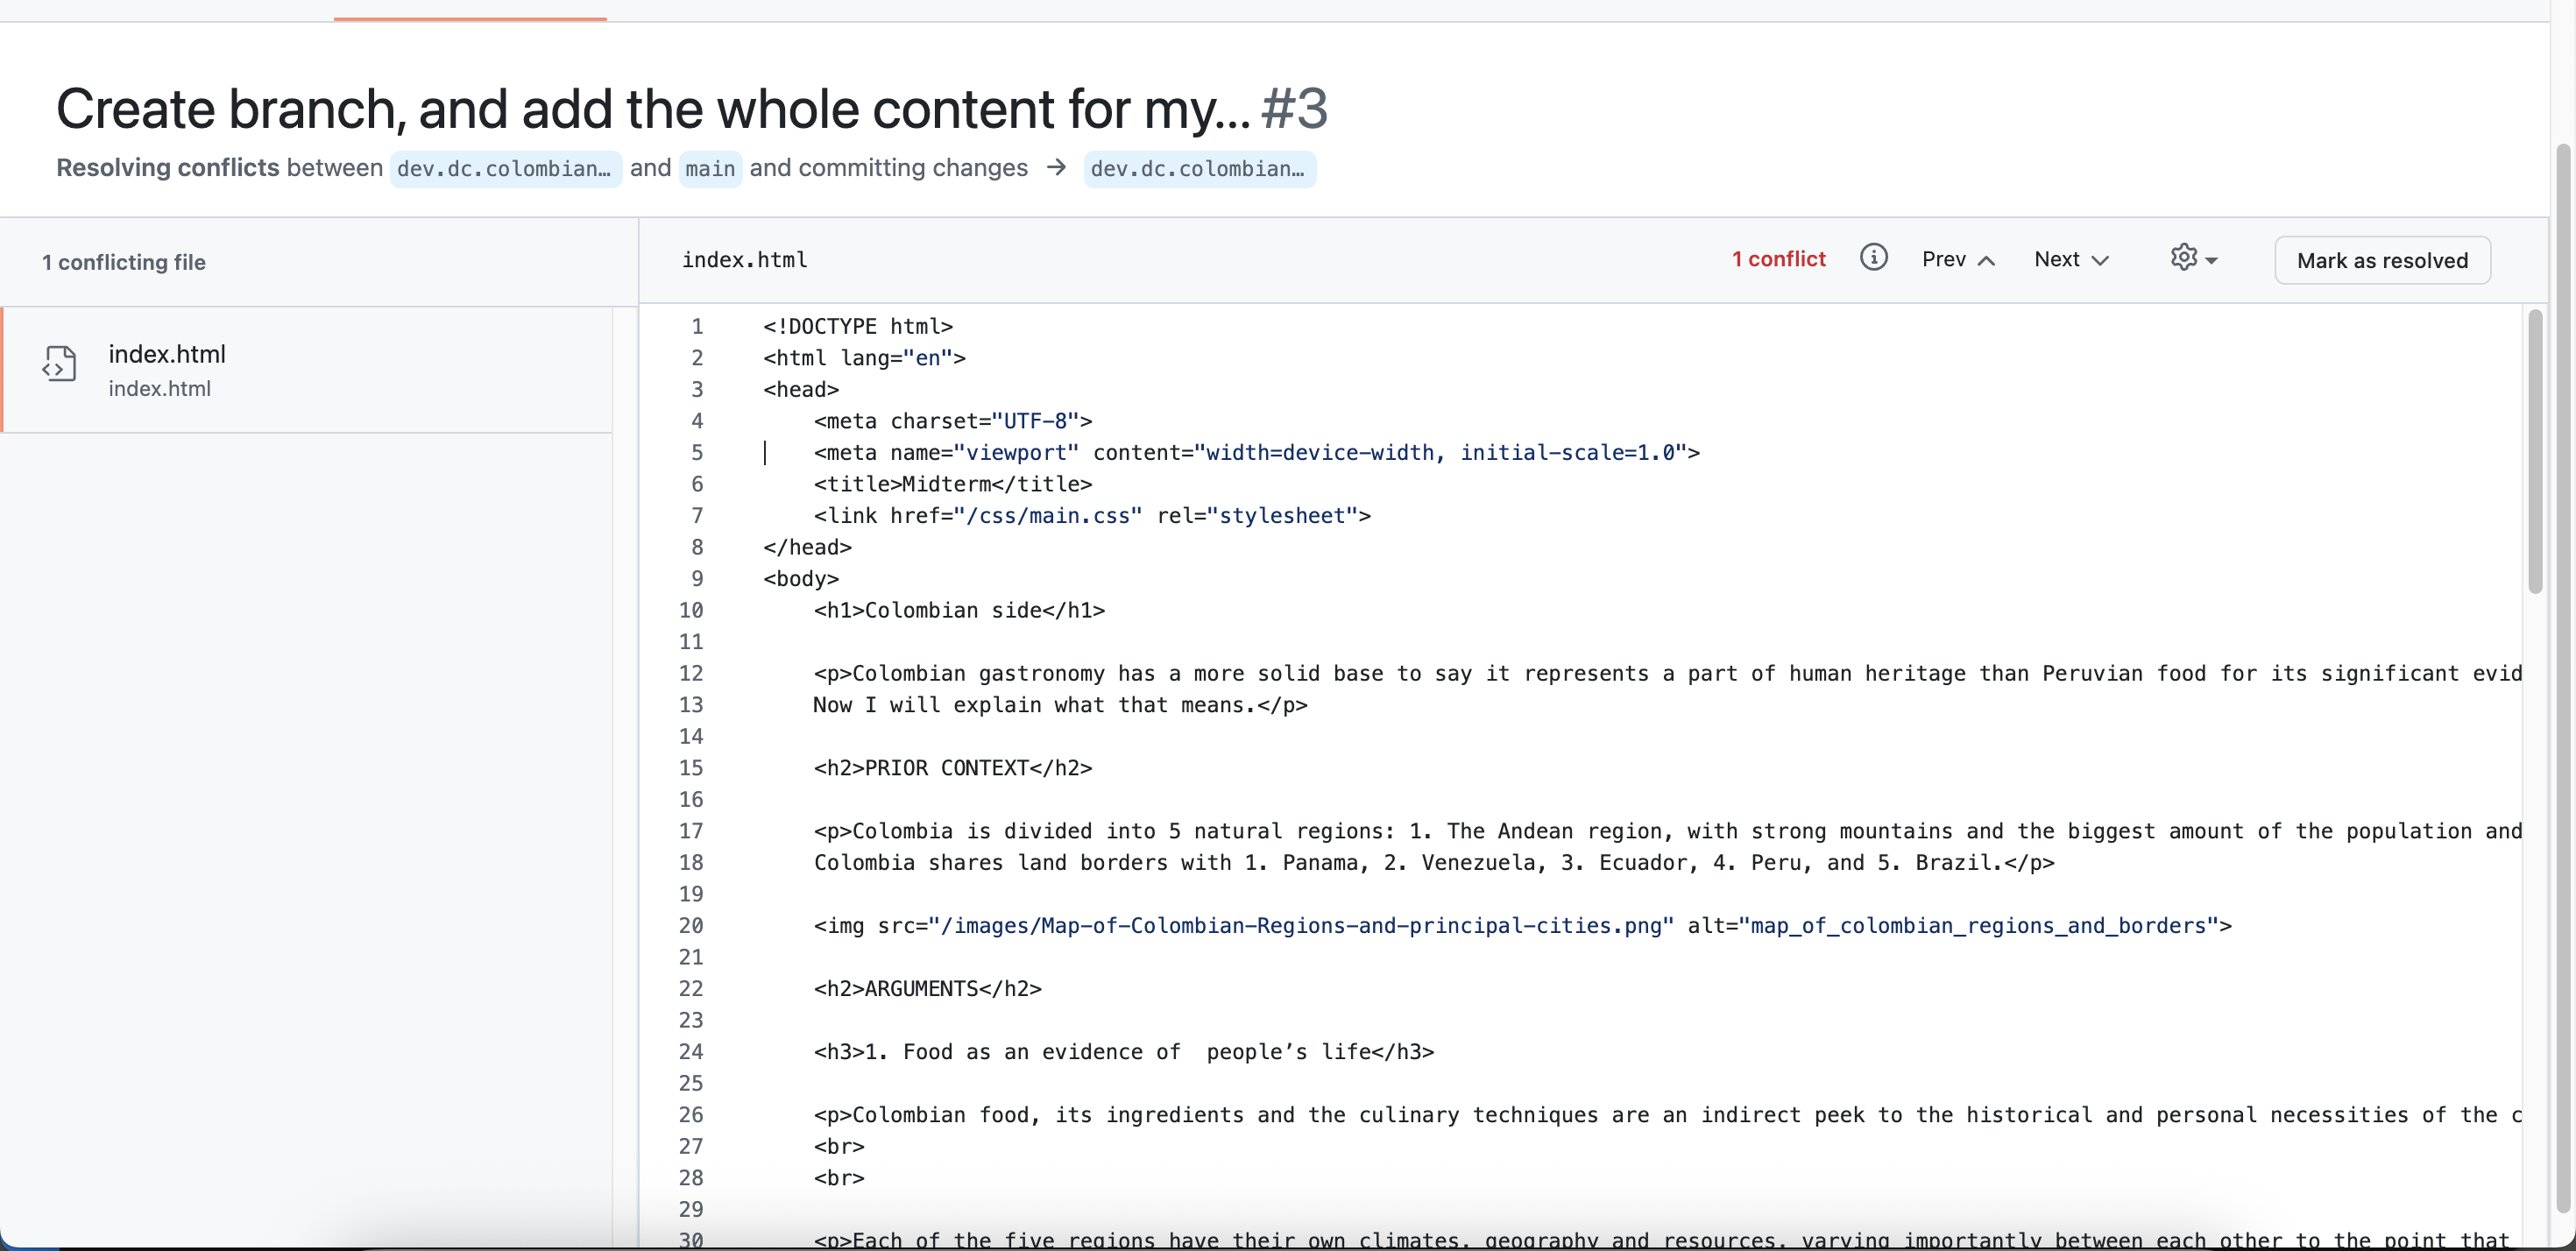 Create branch, and add the whole content for my... #3
Resolving conflicts between dev.dc.colombian… and main and committing changes → dev.dc.colombian…
1 conflicting file
index.html
index.html
index.html
1 conflict
Prev
Next
Mark as resolved
1 <!DOCTYPE html>
2 <html lang="en">
3 <head>
4 <meta charset="UTF-8">
5 <meta name="viewport" content="width=device-width, initial-scale=1.0">
6 <title>Midterm</title>
7 <link href="/css/main.css" rel="stylesheet">
8 </head>
9 <body>
10 <h1>Colombian side</h1>
11
12 <p>Colombian gastronomy has a more solid base to say it represents a part of human heritage than Peruvian food for its significant evid
13 Now I will explain what that means.</p>
14
15 <h2>PRIOR CONTEXT</h2>
16
17 <p>Colombia is divided into 5 natural regions: 1. The Andean region, with strong mountains and the biggest amount of the population and
18 Colombia shares land borders with 1. Panama, 2. Venezuela, 3. Ecuador, 4. Peru, and 5. Brazil.</p>
19
20 <img src="/images/Map-of-Colombian-Regions-and-principal-cities.png" alt="map_of_colombian_regions_and_borders">
21
22 <h2>ARGUMENTS</h2>
23
24 <h3>1. Food as an evidence of  people’s life</h3>
25
26 <p>Colombian food, its ingredients and the culinary techniques are an indirect peek to the historical and personal necessities of the c
27 <br>
28 <br>
29
30 <p>Each of the five regions have their own climates, geography and resources, varying importantly between each other to the point that